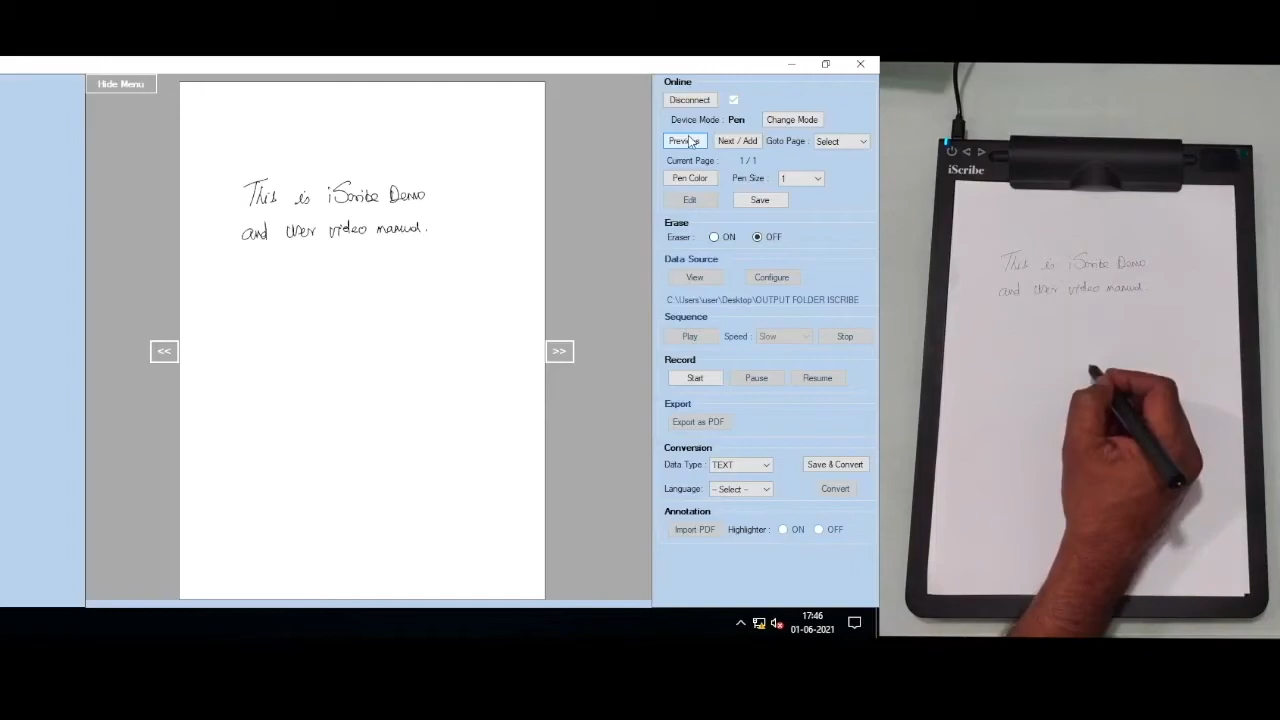 Hide Menu
This is iScribe Demo
and User video manual.
<<
>>
Online
Disconnect
Device Mode : Pen Change Mode
Previous Next / Add Goto Page : Select
Current Page : 1 / 1
Pen Color Pen Size : 1
Edit Save
Erase
Eraser : ON OFF
Data Source
View Configure
C:\Users\user\Desktop\OUTPUT FOLDER ISCRIBE
Sequence
Play Speed : Slow Stop
Record
Start Pause Resume
Export
Export as PDF
Conversion
Data Type : TEXT Save & Convert
Language: -- Select -- Convert
Annotation
Import PDF Highlighter : ON OFF
17:46
01-06-2021
iScribe
This is iScribe Demo
and User video manual.